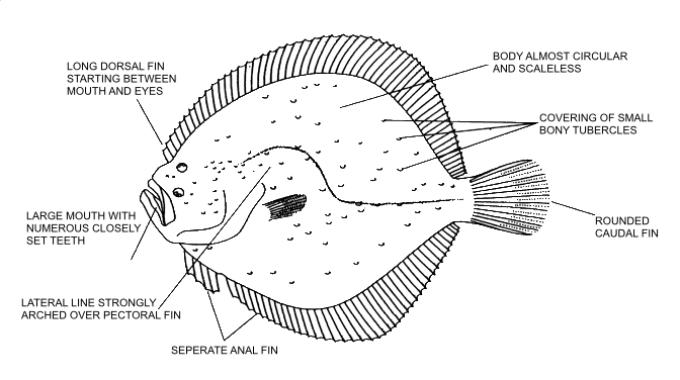 LONG DORSAL FIN
STARTING BETWEEN
MOUTH AND EYES
BODY ALMOST CIRCULAR
AND SCALELESS
COVERING OF SMALL
BONY TUBERCLES
LARGE MOUTH WITH
NUMEROUS CLOSELY
SET TEETH
ROUNDED
CAUDAL FIN
LATERAL LINE STRONGLY
ARCHED OVER PECTORAL FIN
SEPERATE ANAL FIN